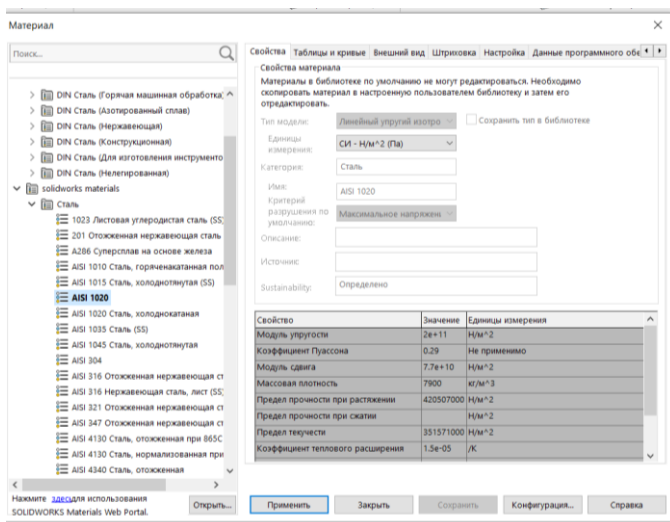 Материал
Поиск...
DIN Сталь (Горячая машинная обработка,
DIN Сталь (Азотированный сплав)
DIN Сталь (Нержавеющая)
DIN Сталь (Конструкционная)
DIN Сталь (Для изготовления инструменто
DIN Сталь (Нелегированная)
solidworks materials
Сталь
1023 Листовая углеродистая сталь (SS)
201 Отожженная нержавеющая сталь
A286 Суперсплав на основе железа
AISI 1010 Сталь, горяченакатанная пол
AISI 1015 Сталь, холоднотянутая (SS)
AISI 1020
AISI 1020 Сталь, холоднокатаная
AISI 1035 Сталь (SS)
AISI 1045 Сталь, холоднотянутая
AISI 304
AISI 316 Отожженная нержавеющая ст
AISI 316 Нержавеющая сталь, лист (SS)
AISI 321 Отожженная нержавеющая ст
AISI 347 Отожженная нержавеющая ст
AISI 4130 Сталь, отожженная при 865С
AISI 4130 Сталь, нормализованная при
AISI 4340 Сталь, отожженная
Нажмите здесь для использования
SOLIDWORKS Materials Web Portal.
Открыть...
Свойства Таблицы и кривые Внешний вид Штриховка Настройка Данные программного обе
Свойства материала
Материалы в библиотеке по умолчанию не могут редактироваться. Необходимо
скопировать материал в настроенную пользователем библиотеку и затем его
отредактировать.
Тип модели: Линейный упругий изотро Сохранить тип в библиотеке
Единицы
измерения: СИ - Н/м^2 (Па)
Категория: Сталь
Имя: AISI 1020
Критерий
разрушения по
умолчанию: Максимальное напряжен
Описание:
Источник:
Sustainability: Определено
Свойство Значение Единицы измерения
Модуль упругости 2e+11 Н/м^2
Коэффициент Пуассона 0.29 Не применимо
Модуль сдвига 7.7e+10 Н/м^2
Массовая плотность 7900 кг/м^3
Предел прочности при растяжении 420507000 Н/м^2
Предел прочности при сжатии Н/м^2
Предел текучести 351571000 Н/м^2
Коэффициент теплового расширения 1.5e-05 /K
Применить Закрыть Сохранить Конфигурация... Справка